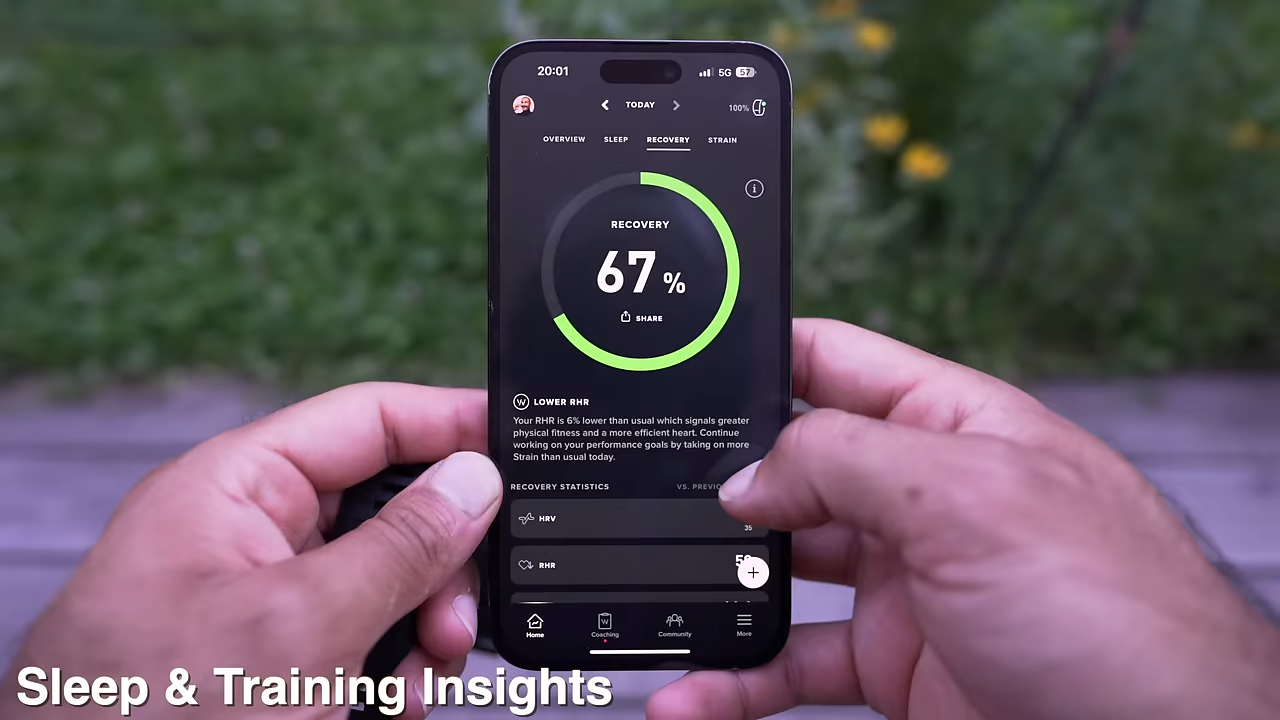 20:01
5G 57
TODAY
100%
OVERVIEW SLEEP RECOVERY STRAIN
RECOVERY
67%
SHARE
LOWER RHR
Your RHR is 6% lower than usual which signals greater
physical fitness and a more efficient heart. Continue
working on your performance goals by taking on more
Strain than usual today.
RECOVERY STATISTICS VS.
HRV
35
RHR
Home Coaching Community More
Sleep & Training Insights